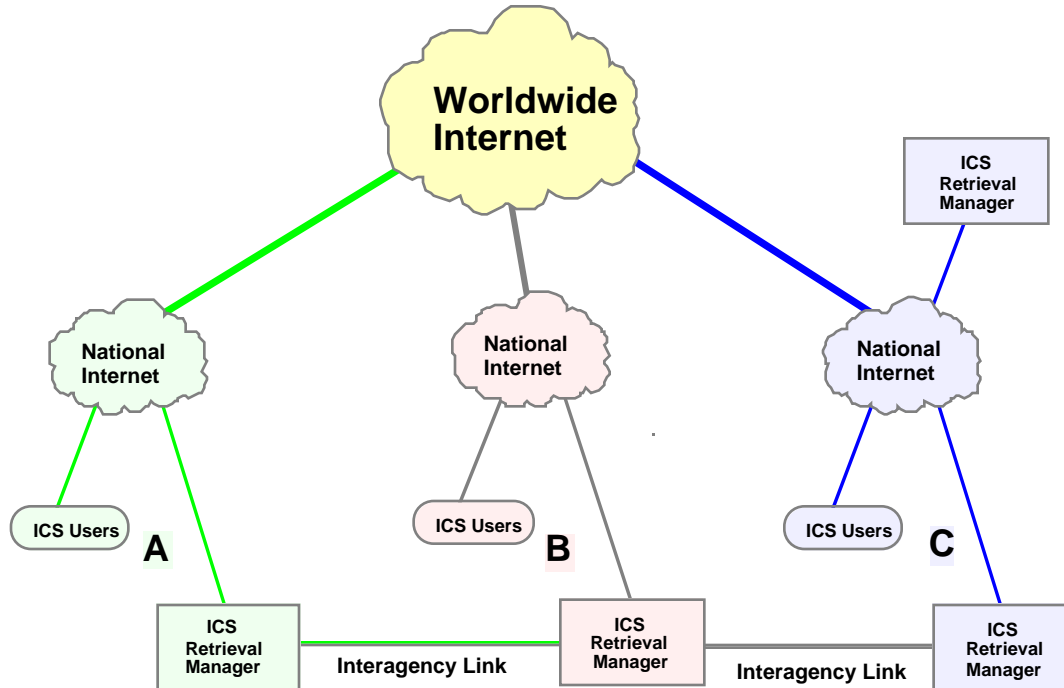 Worldwide
Internet
ICS
Retrieval
Manager
National
Internet
National
Internet
National
Internet
ICS Users
A
ICS Users
B
ICS Users
C
ICS
Retrieval
Manager
Interagency Link
ICS
Retrieval
Manager
Interagency Link
ICS
Retrieval
Manager